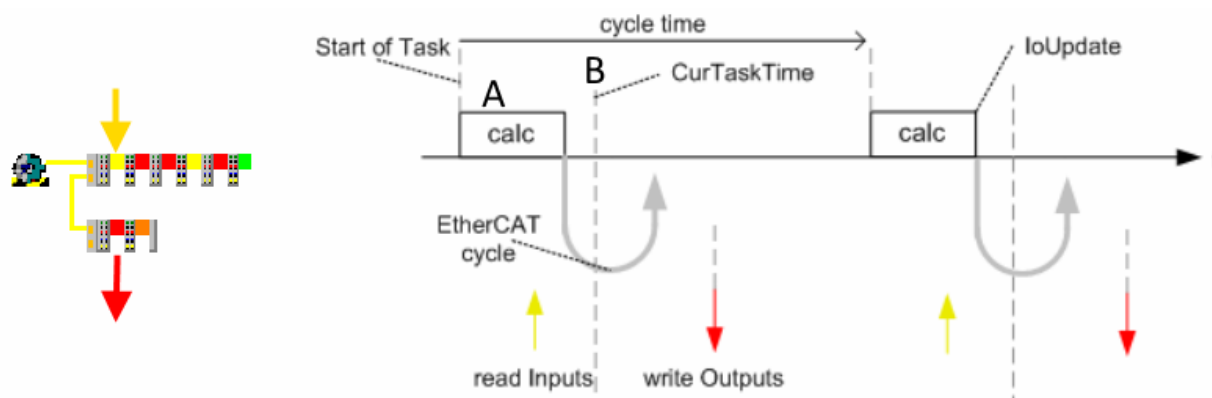 cycle time
Start of Task
IoUpdate
B
CurTaskTime
A
calc
calc
EtherCAT
cycle
read Inputs
write Outputs